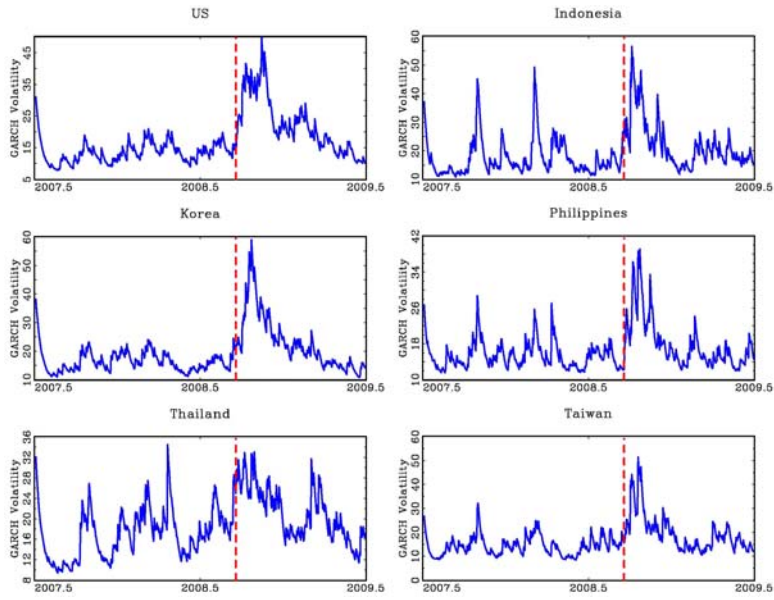 US
GARCH Volatility
5 15 25 35 45
2007.5 2008.5 2009.5
Indonesia
GARCH Volatility
10 20 30 40 50 60
2007.5 2008.5 2009.5
Korea
GARCH Volatility
10 20 30 40 50 60
2007.5 2008.5 2009.5
Philippines
GARCH Volatility
10 16 22 28 34 42
2007.5 2008.5 2009.5
Thailand
GARCH Volatility
8 12 16 20 24 28 32 36
2007.5 2008.5 2009.5
Taiwan
GARCH Volatility
0 10 20 30 40 50 60
2007.5 2008.5 2009.5